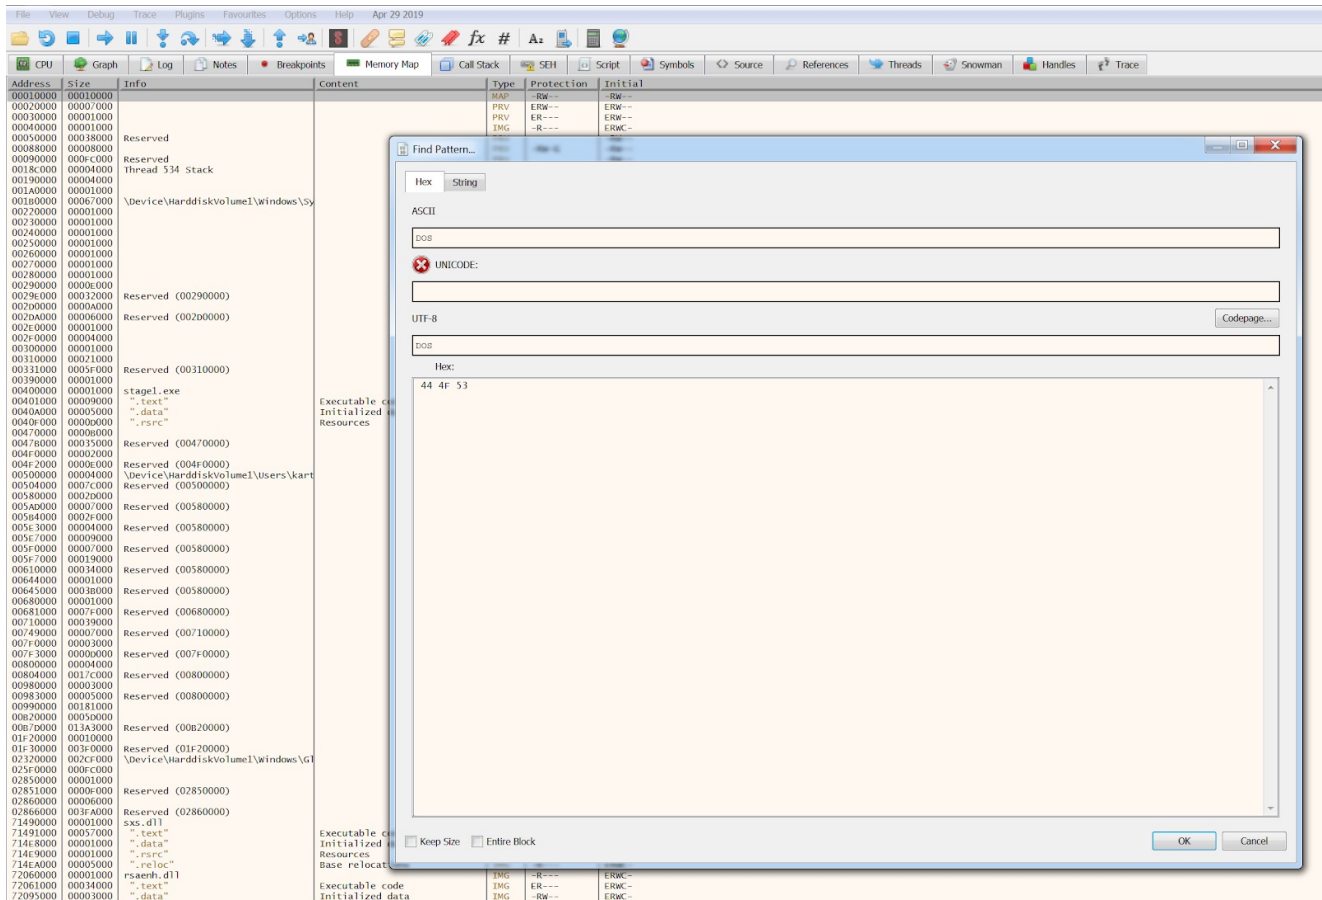 File View Debug Trace Plugins Favourites Options Help Apr 29 2019
fx # Az
CPU Graph Log Notes Breakpoints Memory Map Call Stack SEH Script Symbols Source References Threads Snowman Handles Trace
Address Size Info Content Type Protection Initial
00010000 00010000 MAP -RW-- -RW--
00020000 00007000 PRV ERW-- ERW--
00030000 00001000 PRV ER--- ERW--
00040000 00001000 IMG -R--- ERWC-
00050000 00038000 Reserved
00088000 00008000
00090000 000FC000 Reserved
0018C000 00004000 Thread 534 Stack
00190000 00004000
001A0000 00001000
001B0000 00067000 \Device\HarddiskVolume1\Windows\Sy
00220000 00001000
00230000 00001000
00240000 00001000
00250000 00001000
00260000 00001000
00270000 00001000
00280000 00001000
00290000 0000E000
0029E000 00032000 Reserved (00290000)
002D0000 0000A000
002DA000 00006000 Reserved (002D0000)
002E0000 00001000
002F0000 00004000
00300000 00001000
00310000 00021000
00331000 0005F000 Reserved (00310000)
00390000 00001000
00400000 00001000 stage1.exe
00401000 00009000 ".text" Executable c
0040A000 00005000 ".data" Initialized
0040F000 0000D000 ".rsrc" Resources
00470000 0000B000
0047B000 00035000 Reserved (00470000)
004F0000 00002000
004F2000 0000E000 Reserved (004F0000)
00500000 00004000 \Device\HarddiskVolume1\Users\kart
00504000 0007C000 Reserved (00500000)
00580000 0002D000
005AD000 00007000 Reserved (00580000)
005B4000 0002F000
005E3000 00004000 Reserved (00580000)
005E7000 00009000
005F0000 00007000 Reserved (00580000)
005F7000 00019000
00610000 00034000 Reserved (00580000)
00644000 00001000
00645000 0003B000 Reserved (00580000)
00680000 00001000
00681000 0007F000 Reserved (00680000)
00710000 00039000
00749000 00007000 Reserved (00710000)
007F0000 00003000
007F3000 0000D000 Reserved (007F0000)
00800000 00004000
00804000 0017C000 Reserved (00800000)
00980000 00003000
00983000 00005000 Reserved (00800000)
00990000 00181000
00B20000 0005D000
00B7D000 013A3000 Reserved (00B20000)
01F20000 00010000
01F30000 003F0000 Reserved (01F20000)
02320000 002CF000 \Device\HarddiskVolume1\Windows\Gl
025F0000 000FC000
02850000 00001000
02851000 0000F000 Reserved (02850000)
02860000 00006000
02866000 003FA000 Reserved (02860000)
71490000 00001000 sxs.dll
71491000 00057000 ".text" Executable c
714E8000 00001000 ".data" Initialized
714E9000 00001000 ".rsrc" Resources
714EA000 00005000 ".reloc" Base relocat
72060000 00001000 rsaenh.dll IMG -R--- ERWC-
72061000 00034000 ".text" Executable code IMG ER--- ERWC-
72095000 00003000 ".data" Initialized data IMG -RW-- ERWC-
Find Pattern...
Hex String
ASCII
DOS
UNICODE:
UTF-8
Codepage...
DOS
Hex:
44 4F 53
Keep Size Entire Block OK Cancel